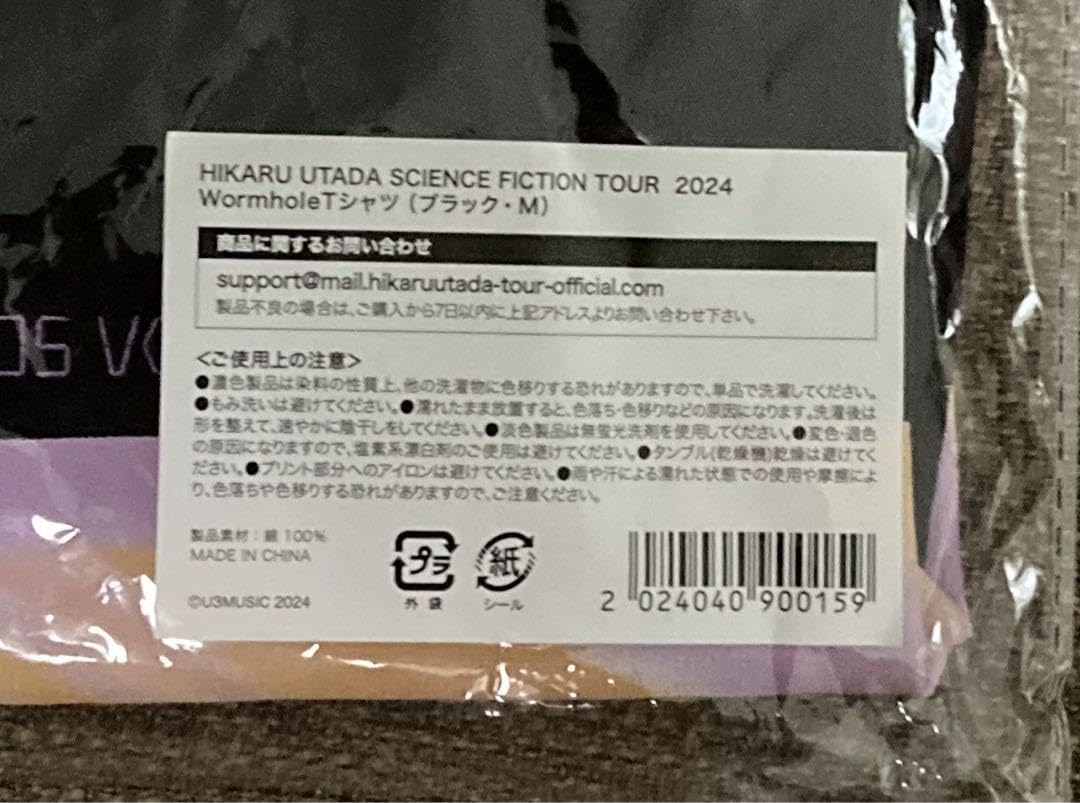 HIKARU UTADA SCIENCE FICTION TOUR 2024
WormholeTシャツ（ブラック・M）
商品に関するお問い合わせ
support@mail.hikaruutada-tour-official.com
製品不良の場合は、ご購入から7日以内に上記アドレスよりお問い合わせ下さい。
<ご使用上の注意>
●濃色製品は染料の性質上、他の洗濯物に色移りする恐れがありますので、単品で洗濯してください。
●もみ洗いは避けてください。●濡れたまま放置すると、色落ち・色移りなどの原因になります。洗濯後は
形を整えて、速やかに陰干しをしてください。●淡色製品は無蛍光洗剤を使用してください。●変色・退色
の原因になりますので、塩素系漂白剤のご使用は避けてください。●タンブル(乾燥機)乾燥は避けてく
ださい。●プリント部分へのアイロンは避けてください。●雨や汗による濡れた状態での使用や摩擦によ
り、色落ちや色移りする恐れがありますので、ご注意ください。
製品素材：綿 100%
MADE IN CHINA
©U3MUSIC 2024
プラ
外袋
紙
シール
2 024040 900159